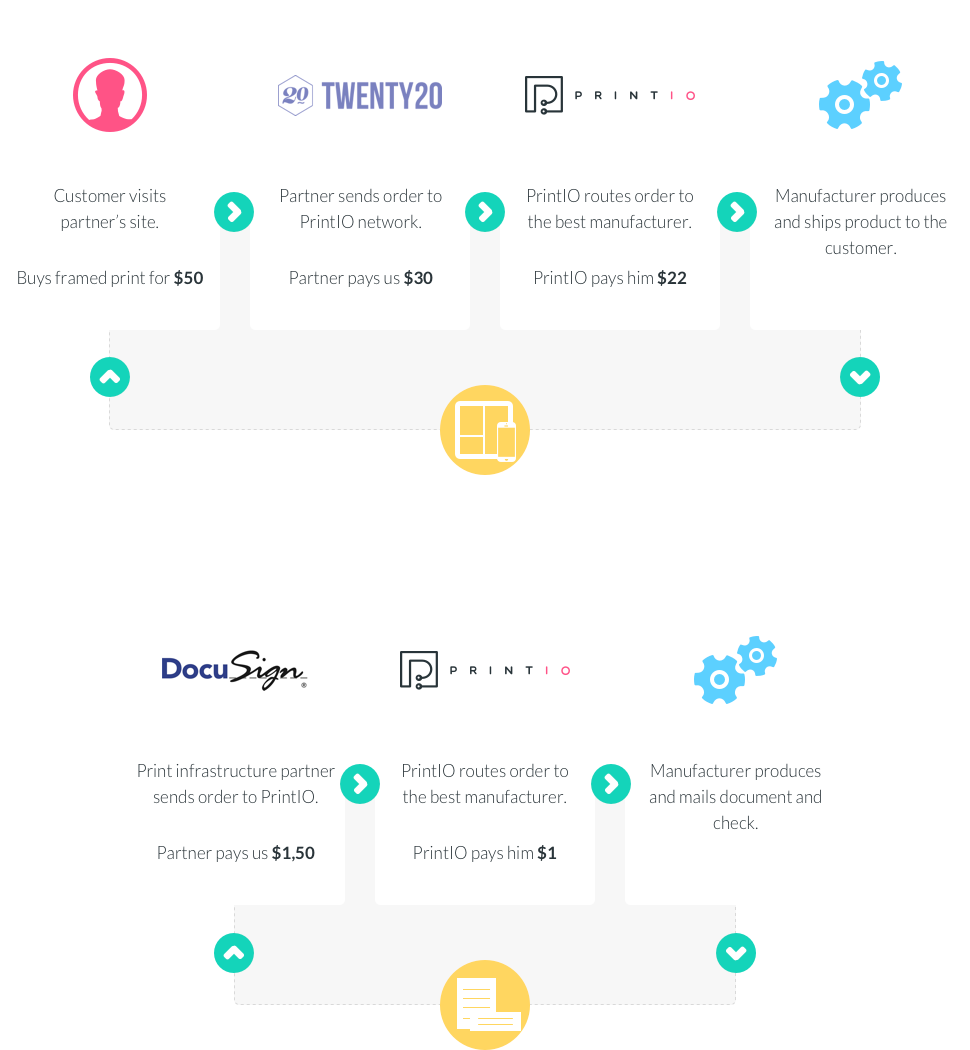 20
TWENTY20
PRINTIO
Customer visits
partner’s site.
Buys framed print for $50
Partner sends order to
PrintIO network.
Partner pays us $30
PrintIO routes order to
the best manufacturer.
PrintIO pays him $22
Manufacturer produces
and ships product to the
customer.
DocuSign®
PRINTIO
Print infrastructure partner
sends order to PrintIO.
Partner pays us $1,50
PrintIO routes order to
the best manufacturer.
PrintIO pays him $1
Manufacturer produces
and mails document and
check.